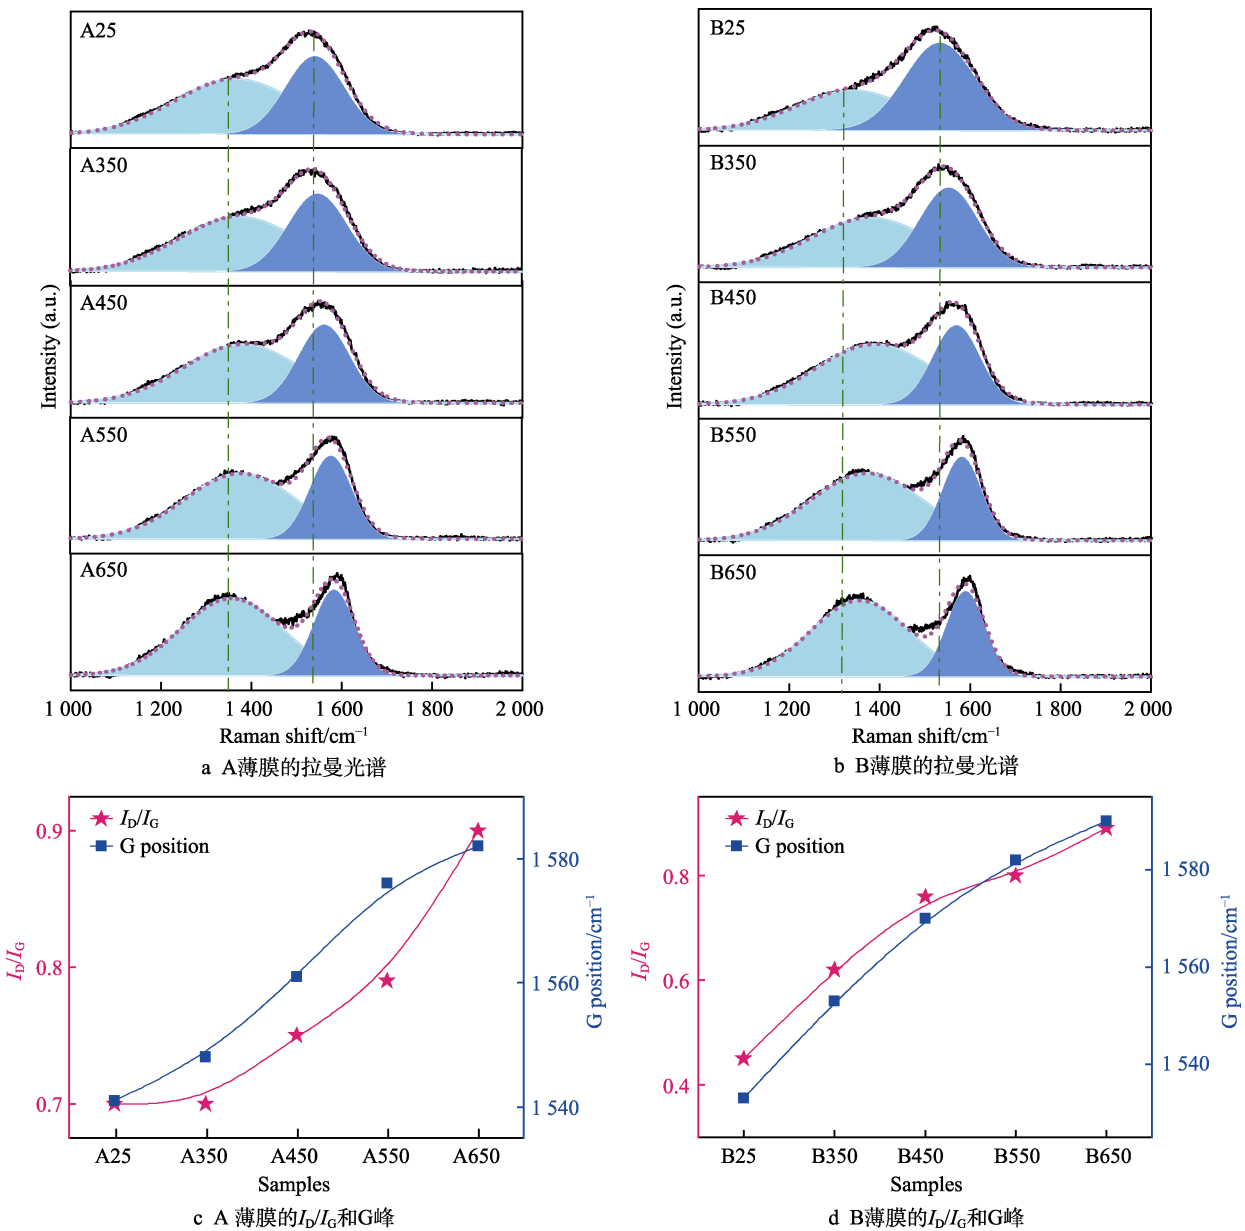 A25
A350
A450
A550
A650
Intensity (a.u.)
1 000 1 200 1 400 1 600 1 800 2 000
Raman shift/cm⁻¹
a A薄膜的拉曼光谱
B25
B350
B450
B550
B650
Intensity (a.u.)
1 000 1 200 1 400 1 600 1 800 2 000
Raman shift/cm⁻¹
b B薄膜的拉曼光谱
I_D/I_G
G position
0.9
0.8
0.7
I_D/I_G
1 580
1 560
1 540
G position/cm⁻¹
A25 A350 A450 A550 A650
Samples
c A 薄膜的I_D/I_G和G峰
I_D/I_G
G position
0.8
0.6
0.4
I_D/I_G
1 580
1 560
1 540
G position/cm⁻¹
B25 B350 B450 B550 B650
Samples
d B薄膜的I_D/I_G和G峰